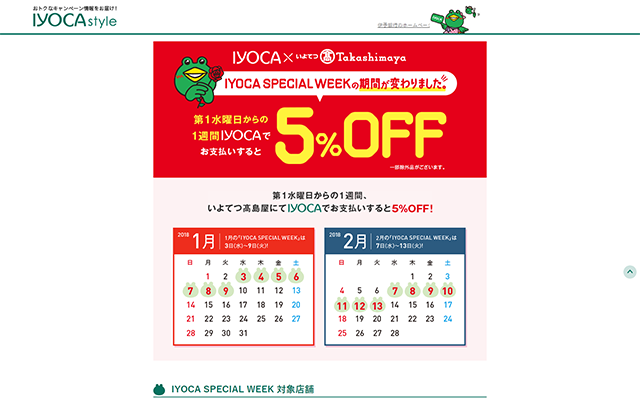 おトクなキャンペーン情報をお届け!
IYOCA style
伊予銀行のホームページ
IYOCA × いよてつ 髙 Takashimaya
IYOCA SPECIAL WEEKの期間が変わりました。
第1水曜日からの
1週間IYOCAで
お支払いすると
5%OFF
一部除外品がございます。
第1水曜日からの1週間、
いよてつ高島屋にてIYOCAでお支払いすると5%OFF!
2018
1月
1月の「IYOCA SPECIAL WEEK」は
3日(水)〜9日(火)!
日 月 火 水 木 金 土
1 2 3 4 5 6
7 8 9 10 11 12 13
14 15 16 17 18 19 20
21 22 23 24 25 26 27
28 29 30 31
2018
2月
2月の「IYOCA SPECIAL WEEK」は
7日(水)〜13日(火)!
日 月 火 水 木 金 土
1 2 3
4 5 6 7 8 9 10
11 12 13 14 15 16 17
18 19 20 21 22 23 24
25 26 27 28
IYOCA SPECIAL WEEK 対象店舗